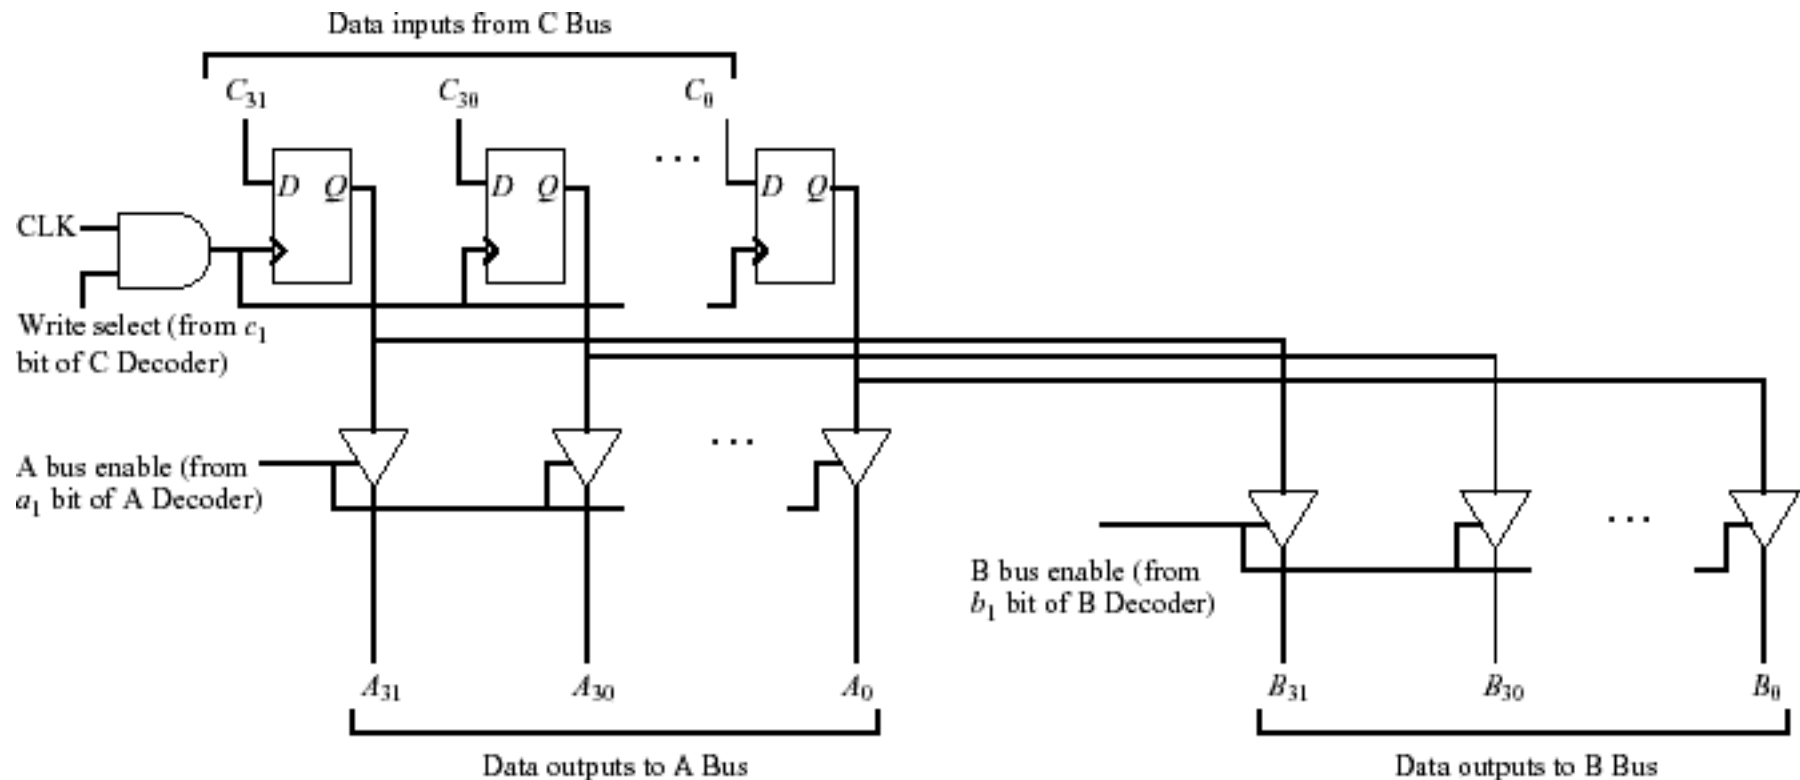 Data inputs from C Bus
C31 C30 C0
. . .
D Q D Q D Q
CLK
Write select (from c1
bit of C Decoder)
. . .
A bus enable (from
a1 bit of A Decoder)
. . .
B bus enable (from
b1 bit of B Decoder)
A31 A30 A0 B31 B30 B0
Data outputs to A Bus Data outputs to B Bus